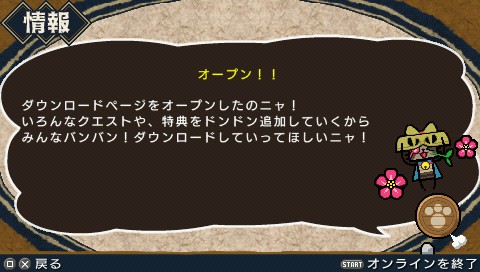 情報
オープン！！
ダウンロードページをオープンしたのニャ！
いろんなクエストや、特典をドンドン追加していくから
みんなバンバン！ダウンロードしていってほしいニャ！
戻る
START オンラインを終了